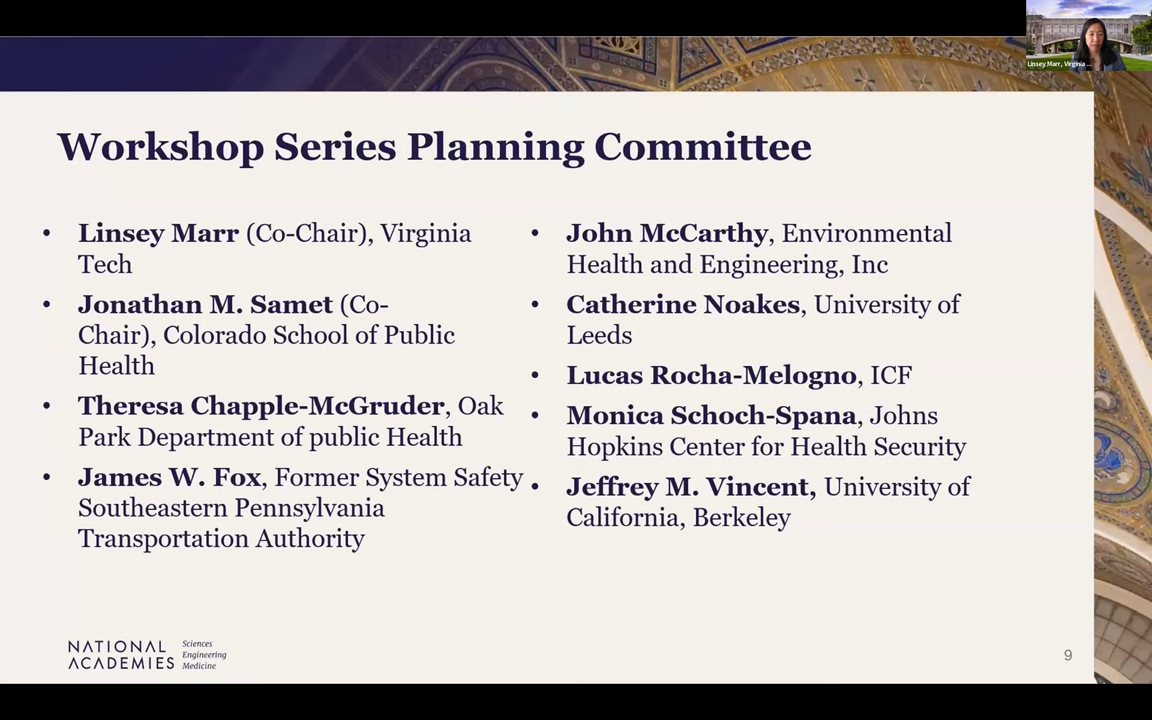 Linsey Marr, Virginia ...
Workshop Series Planning Committee
• Linsey Marr (Co-Chair), Virginia
Tech
• Jonathan M. Samet (Co-
Chair), Colorado School of Public
Health
• Theresa Chapple-McGruder, Oak
Park Department of public Health
• James W. Fox, Former System Safety
Southeastern Pennsylvania
Transportation Authority
• John McCarthy, Environmental
Health and Engineering, Inc
• Catherine Noakes, University of
Leeds
• Lucas Rocha-Melogno, ICF
• Monica Schoch-Spana, Johns
Hopkins Center for Health Security
• Jeffrey M. Vincent, University of
California, Berkeley
NATIONAL
ACADEMIES
Sciences
Engineering
Medicine
9